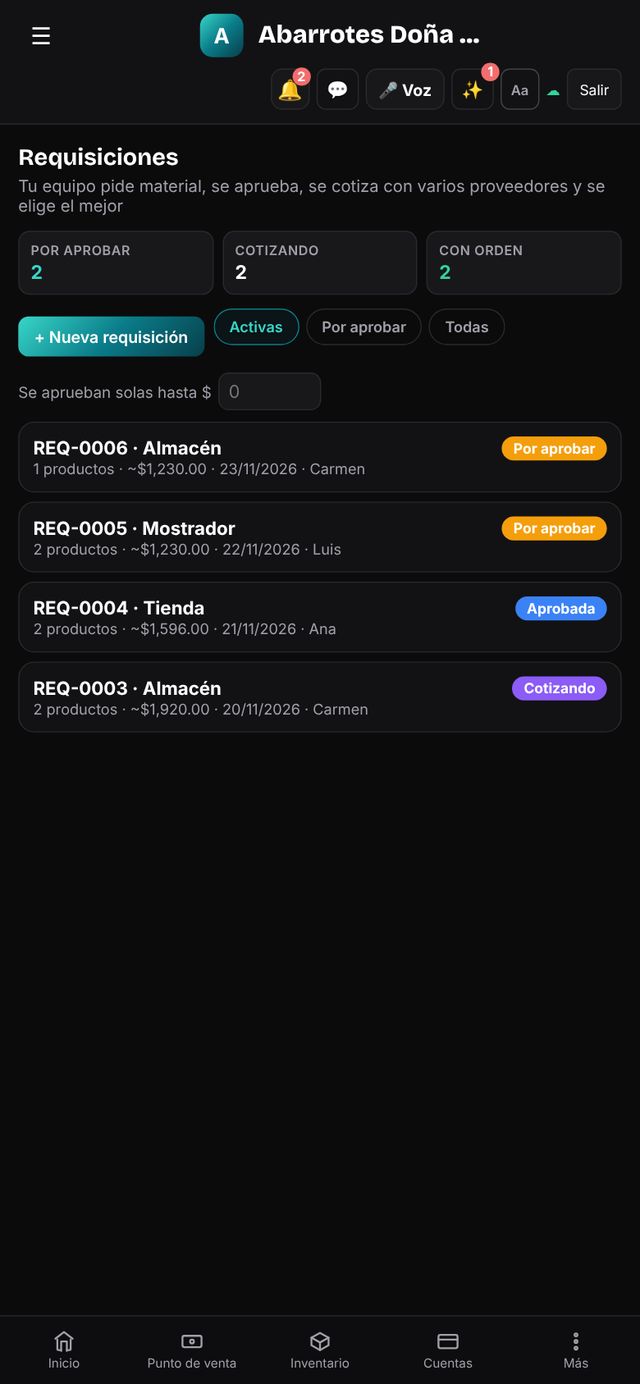 ☰ A Abarrotes Doña ...
🔔 2 💬 🎤 Voz ✨ 1 Aa ☁ Salir
Requisiciones
Tu equipo pide material, se aprueba, se cotiza con varios proveedores y se
elige el mejor
POR APROBAR COTIZANDO CON ORDEN
2 2 2
+ Nueva requisición Activas Por aprobar Todas
Se aprueban solas hasta $ 0
REQ-0006 · Almacén Por aprobar
1 productos · ~$1,230.00 · 23/11/2026 · Carmen
REQ-0005 · Mostrador Por aprobar
2 productos · ~$1,230.00 · 22/11/2026 · Luis
REQ-0004 · Tienda Aprobada
2 productos · ~$1,596.00 · 21/11/2026 · Ana
REQ-0003 · Almacén Cotizando
2 productos · ~$1,920.00 · 20/11/2026 · Carmen
Inicio Punto de venta Inventario Cuentas Más